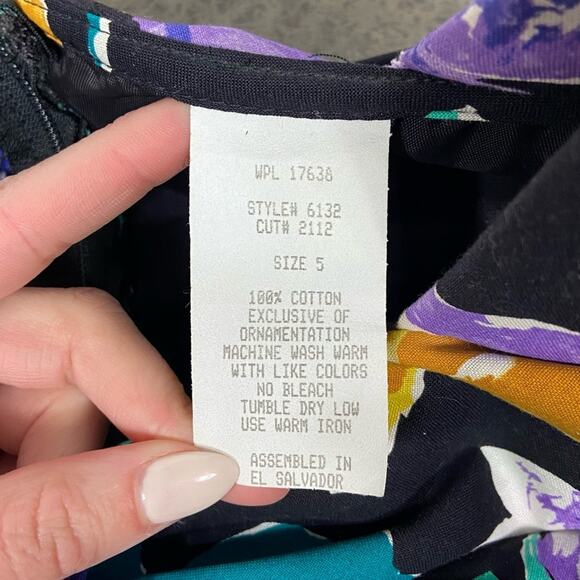 WPL 17638
STYLE# 6132
CUT# 2112
SIZE 5
100% COTTON
EXCLUSIVE OF
ORNAMENTATION
MACHINE WASH WARM
WITH LIKE COLORS
NO BLEACH
TUMBLE DRY LOW
USE WARM IRON
ASSEMBLED IN
EL SALVADOR